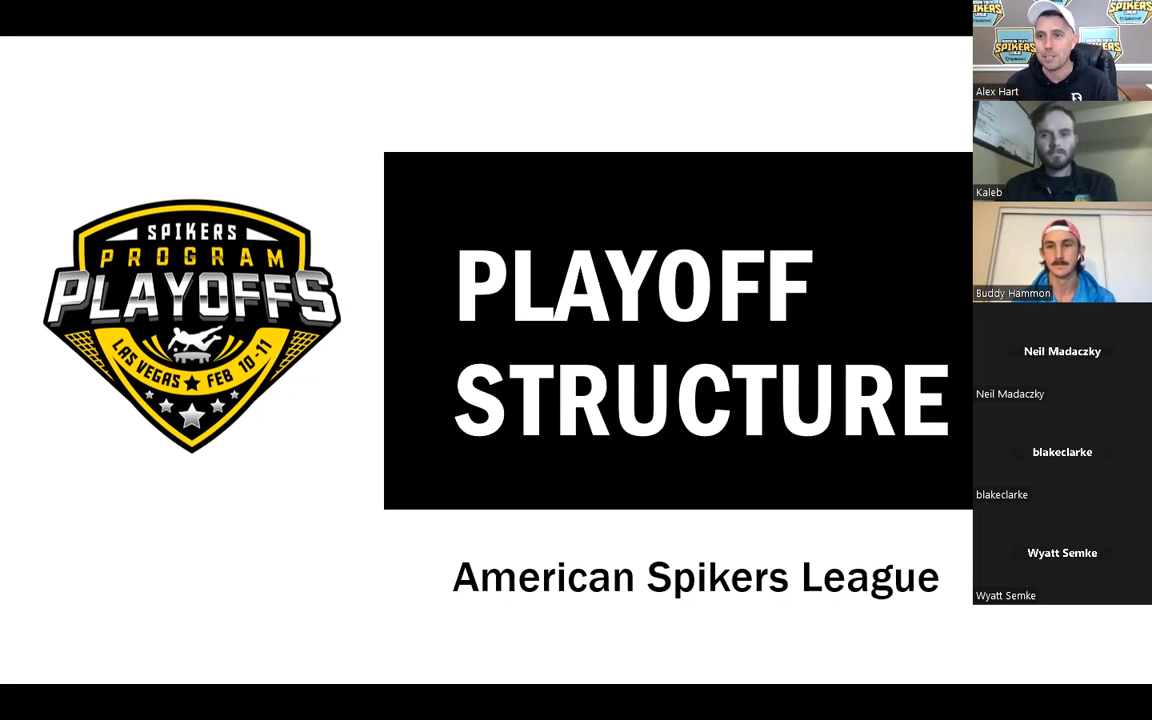 SPIKERS
PROGRAM
PLAYOFFS
LAS VEGAS ★ FEB 10-11
PLAYOFF
STRUCTURE
American Spikers League
SPIKERS
Alex Hart
Kaleb
Buddy Hammon
Neil Madaczky
Neil Madaczky
blakeclarke
blakeclarke
Wyatt Semke
Wyatt Semke